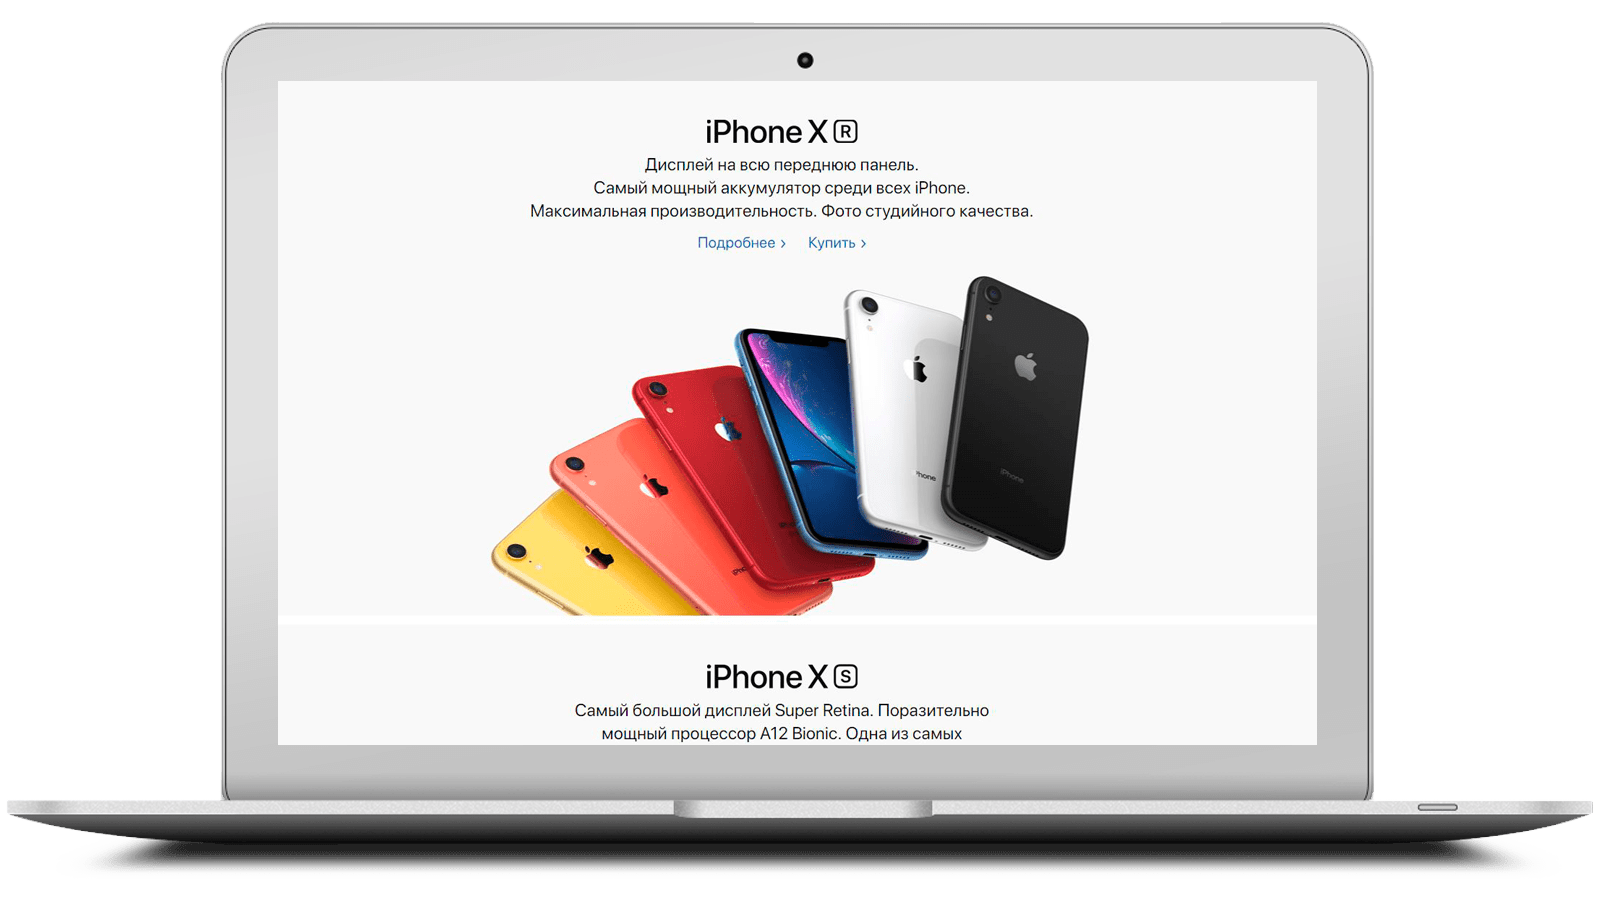 iPhone XR
Дисплей на всю переднюю панель.
Самый мощный аккумулятор среди всех iPhone.
Максимальная производительность. Фото студийного качества.
Подробнее › Купить ›
iPhone
iPhone
iPhone XS
Самый большой дисплей Super Retina. Поразительно
мощный процессор A12 Bionic. Одна из самых